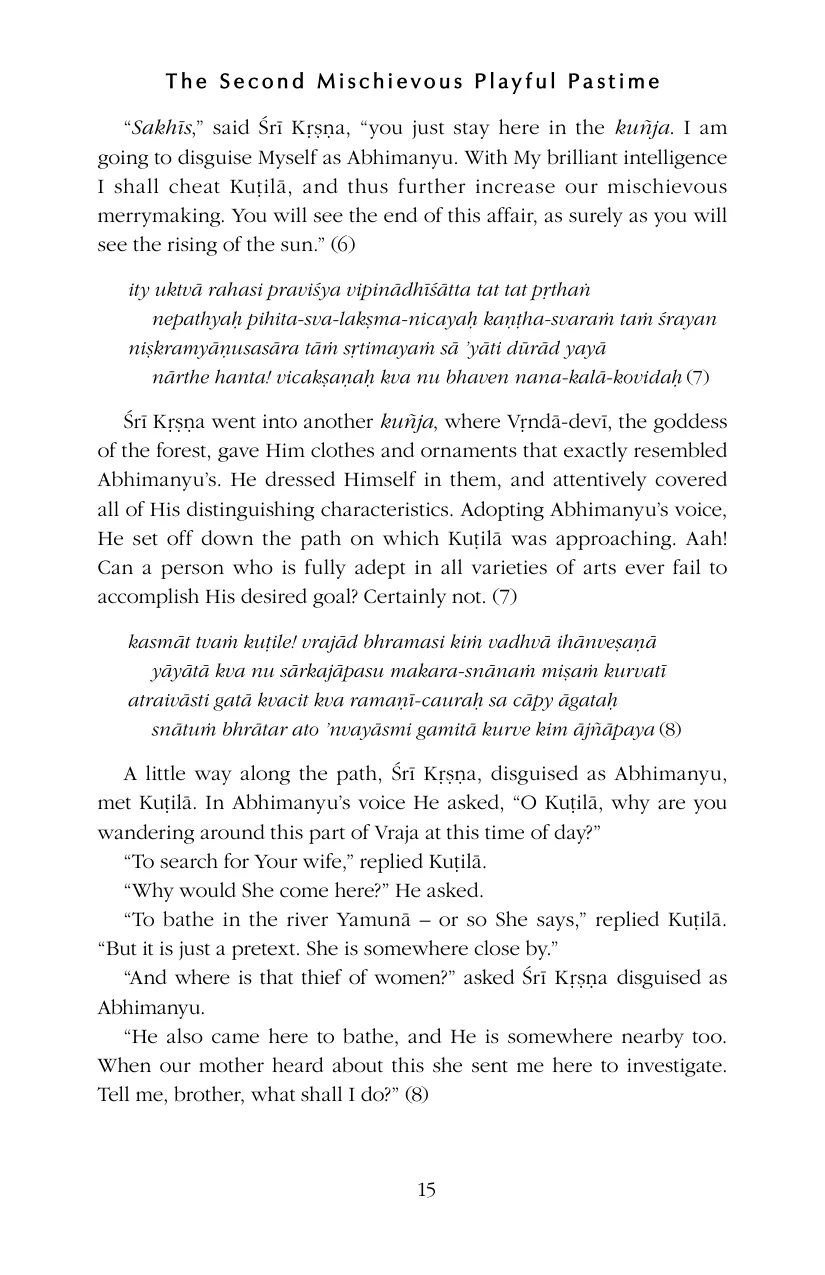 The Second Mischievous Playful Pastime
“Sakhīs,” said Śrī Kṛṣṇa, “you just stay here in the kuñja. I am
going to disguise Myself as Abhimanyu. With My brilliant intelligence
I shall cheat Kuṭilā, and thus further increase our mischievous
merrymaking. You will see the end of this affair, as surely as you will
see the rising of the sun.” (6)
ity uktvā rahasi praviśya vipinādhīśātta tat tat pṛthaṅ
nepathyaḥ pihita-sva-lakṣma-nicayaḥ kaṇṭha-svaraṁ taṁ śrayan
niṣkramyāṇusasāra tāṁ sṛtimayaṁ sā ’yāti dūrād yayā
nārthe hanta! vicakṣaṇaḥ kva nu bhaven nana-kalā-kovidaḥ (7)
Śrī Kṛṣṇa went into another kuñja, where Vṛndā-devī, the goddess
of the forest, gave Him clothes and ornaments that exactly resembled
Abhimanyu’s. He dressed Himself in them, and attentively covered
all of His distinguishing characteristics. Adopting Abhimanyu’s voice,
He set off down the path on which Kuṭilā was approaching. Aah!
Can a person who is fully adept in all varieties of arts ever fail to
accomplish His desired goal? Certainly not. (7)
kasmāt tvaṁ kuṭile! vrajād bhramasi kiṁ vadhvā ihānveṣaṇā
yāyātā kva nu sārkajāpasu makara-snānaṁ miṣaṁ kurvatī
atraivāsti gatā kvacit kva ramaṇī-cauraḥ sa cāpy āgataḥ
snātuṁ bhrātar ato ’nvayāsmi gamitā kurve kim ājñāpaya (8)
A little way along the path, Śrī Kṛṣṇa, disguised as Abhimanyu,
met Kuṭilā. In Abhimanyu’s voice He asked, “O Kuṭilā, why are you
wandering around this part of Vraja at this time of day?”
“To search for Your wife,” replied Kuṭilā.
“Why would She come here?” He asked.
“To bathe in the river Yamunā – or so She says,” replied Kuṭilā.
“But it is just a pretext. She is somewhere close by.”
“And where is that thief of women?” asked Śrī Kṛṣṇa disguised as
Abhimanyu.
“He also came here to bathe, and He is somewhere nearby too.
When our mother heard about this she sent me here to investigate.
Tell me, brother, what shall I do?” (8)
15